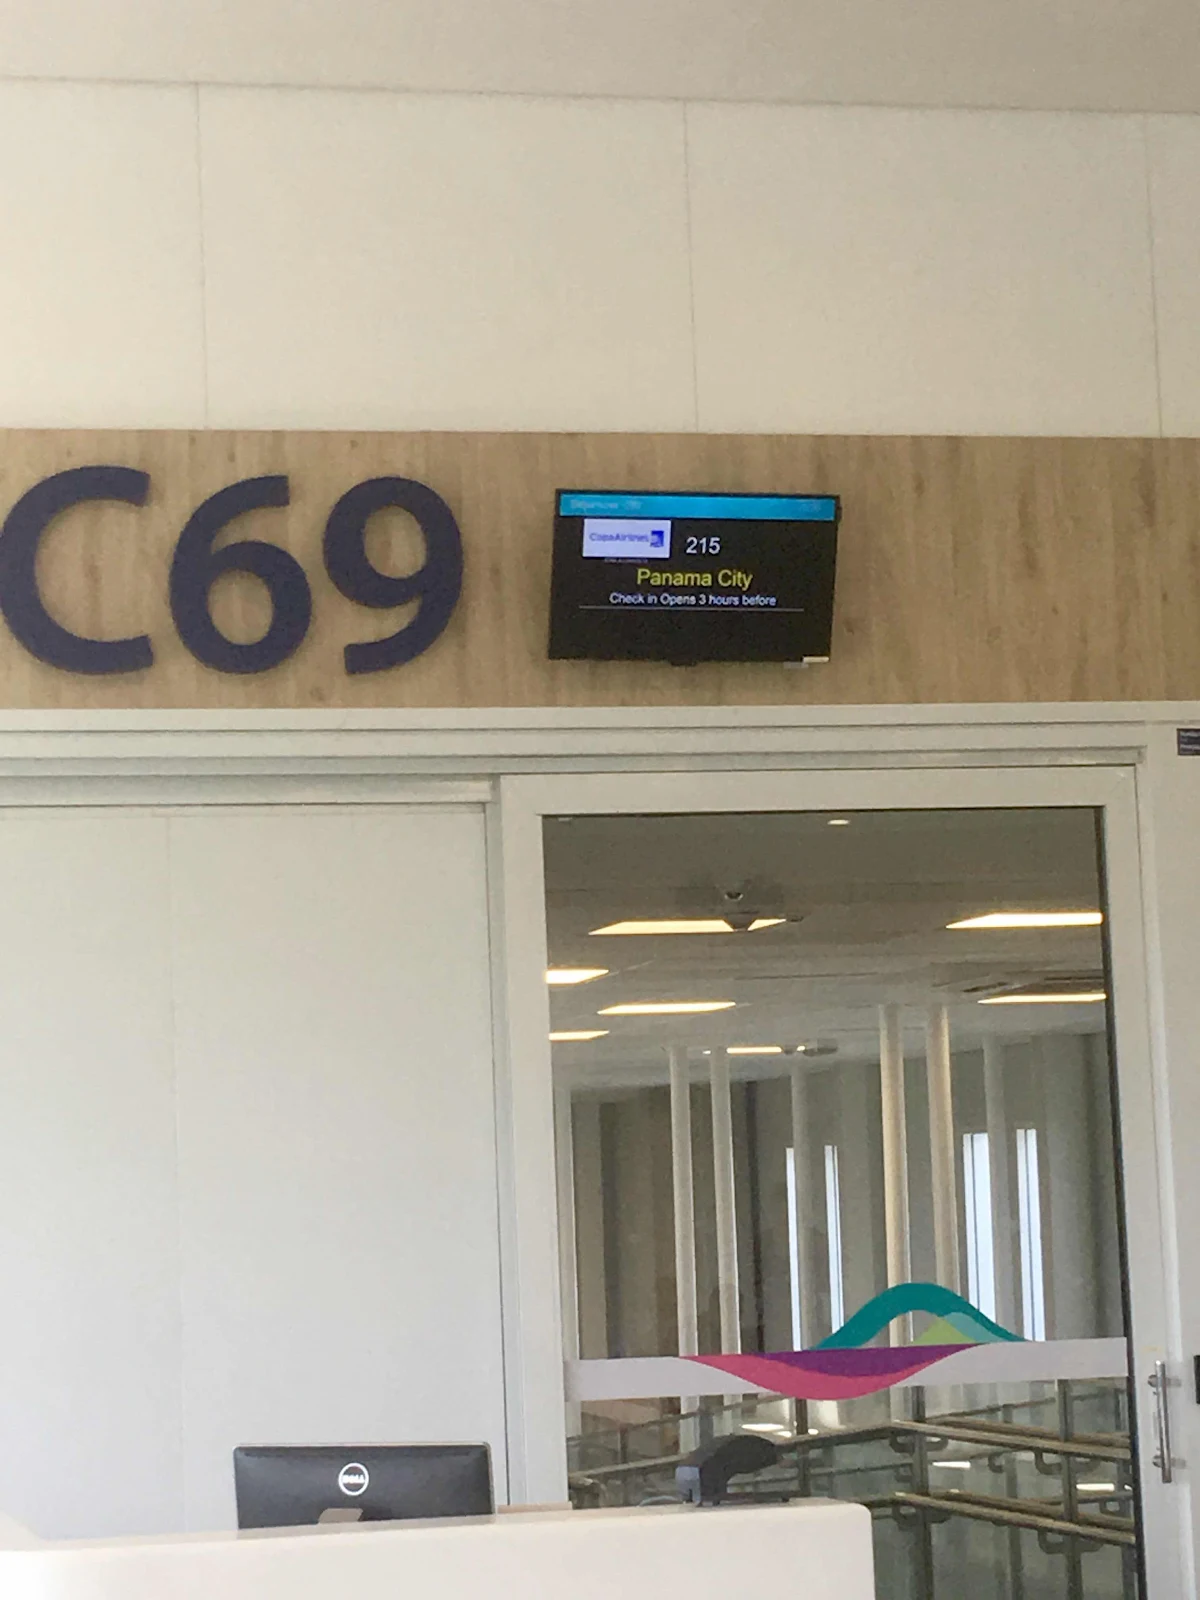 C69
CopaAirlines
215
Panama City
Check in Opens 3 hours before
DELL